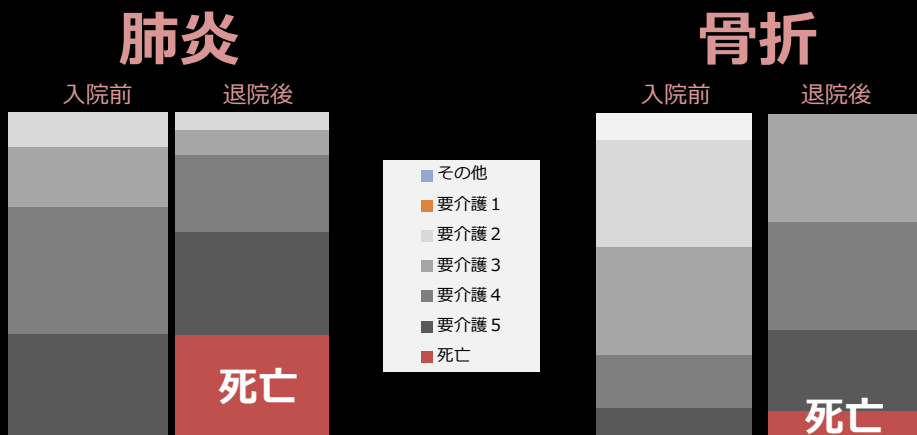 肺炎
骨折
入院前
退院後
入院前
退院後
その他
要介護１
要介護２
要介護３
要介護４
要介護５
死亡
死亡
死亡